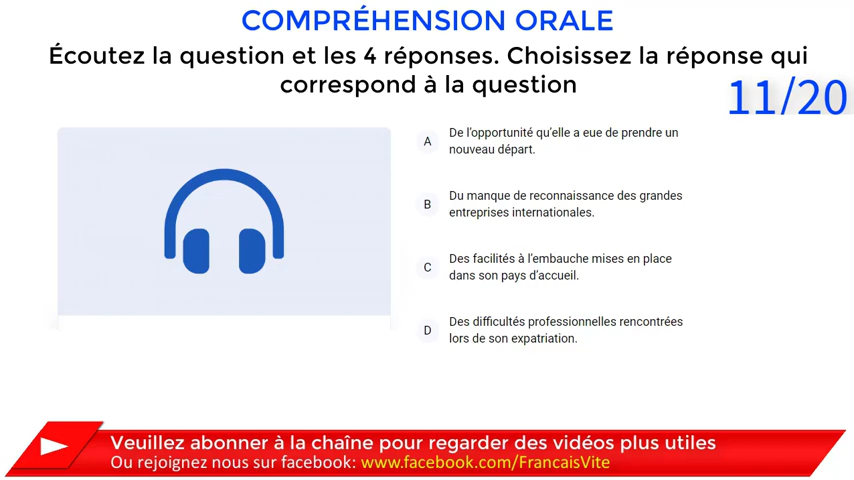 COMPRÉHENSION ORALE
Écoutez la question et les 4 réponses. Choisissez la réponse qui
correspond à la question
11/20
A
De l'opportunité qu'elle a eue de prendre un
nouveau départ.
B
Du manque de reconnaissance des grandes
entreprises internationales.
C
Des facilités à l'embauche mises en place
dans son pays d'accueil.
D
Des difficultés professionnelles rencontrées
lors de son expatriation.
Veuillez abonner à la chaîne pour regarder des vidéos plus utiles
Ou rejoignez nous sur facebook: www.facebook.com/FrancaisVite